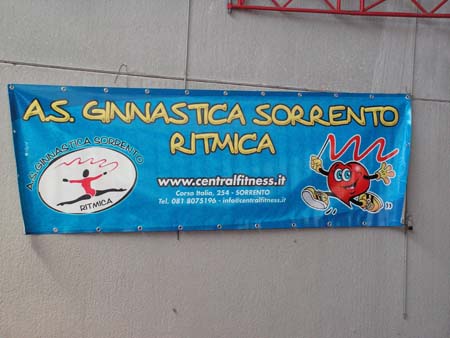 A.S. GINNASTICA SORRENTO
RITMICA
A.S. GINNASTICA SORRENTO
RITMICA
www.centralfitness.it
Corso Italia, 254 - SORRENTO
Tel. 081 8075196 - info@centralfitness.it